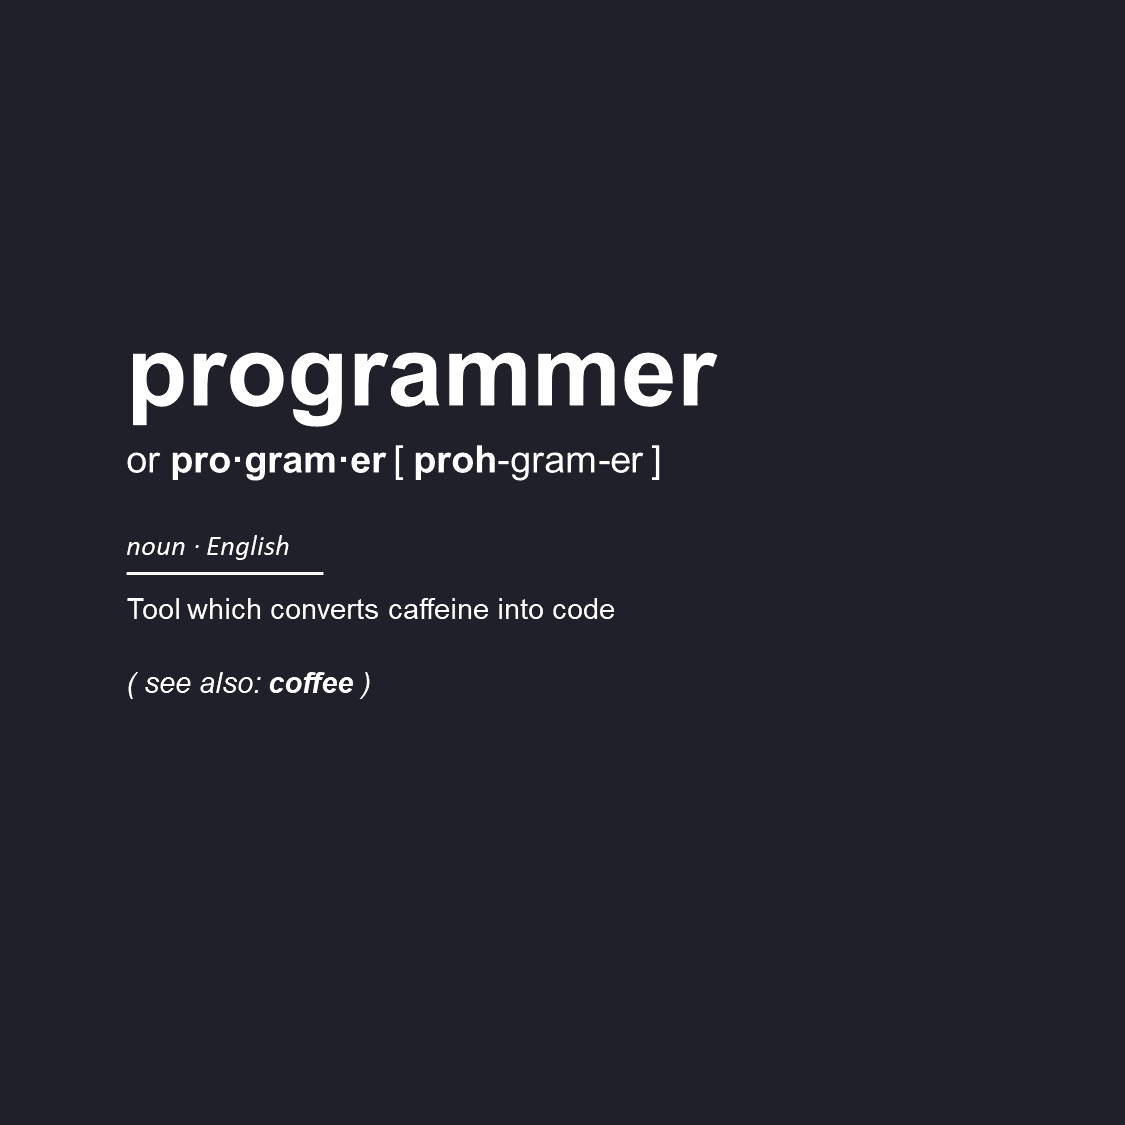 programmer
or pro·gram·er [ proh-gram-er ]
noun · English
Tool which converts caffeine into code
( see also: coffee )